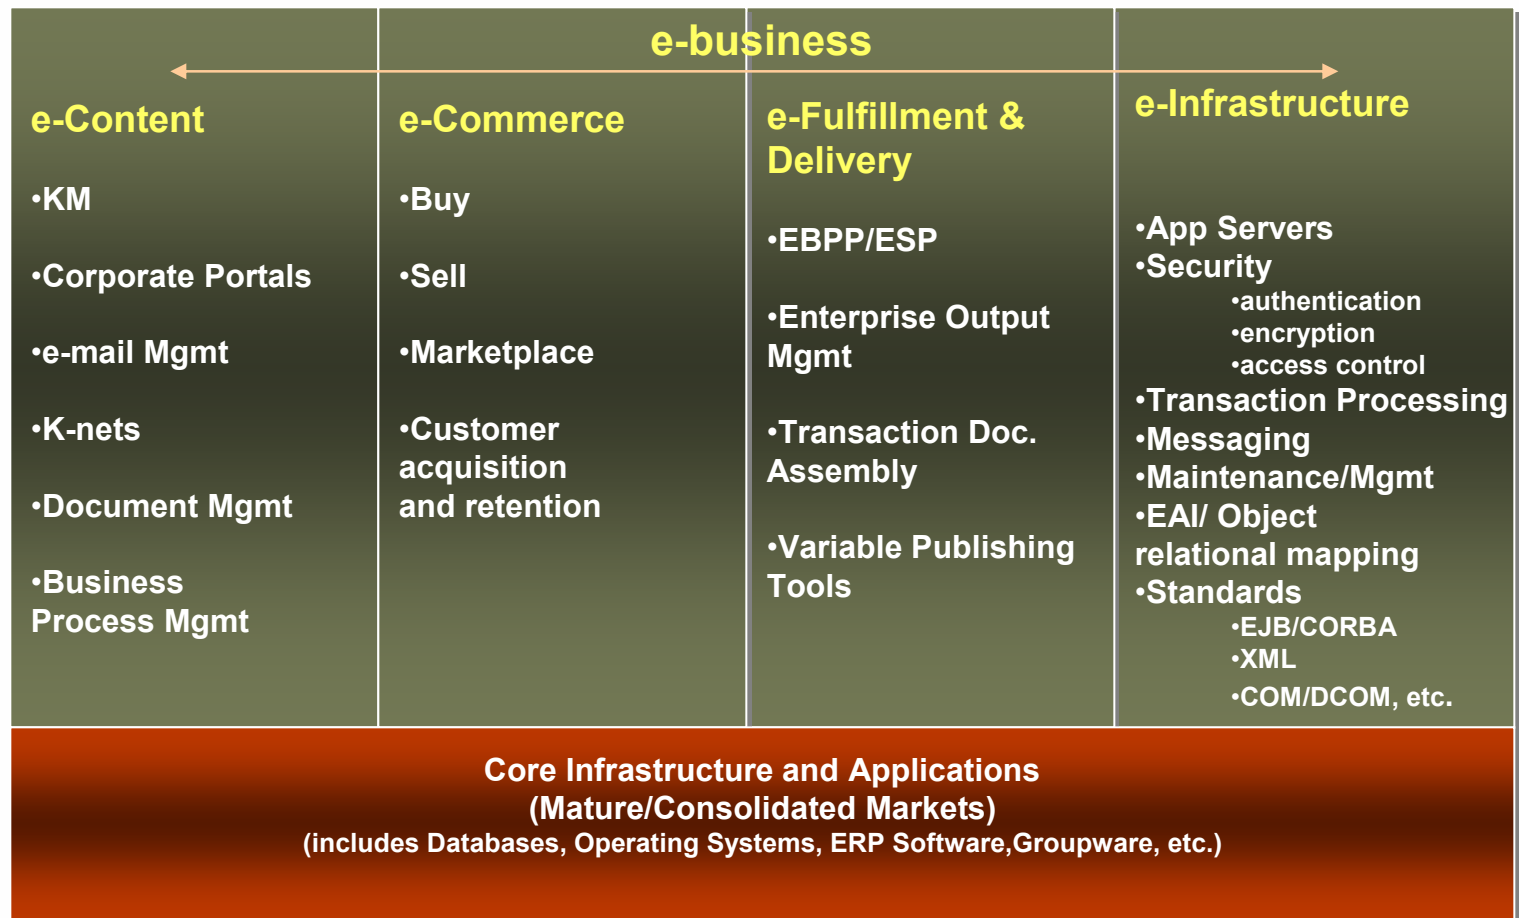 e-business
e-Content
•KM
•Corporate Portals
•e-mail Mgmt
•K-nets
•Document Mgmt
•Business
Process Mgmt
e-Commerce
•Buy
•Sell
•Marketplace
•Customer
acquisition
and retention
e-Fulfillment &
Delivery
•EBPP/ESP
•Enterprise Output
Mgmt
•Transaction Doc.
Assembly
•Variable Publishing
Tools
e-Infrastructure
•App Servers
•Security
•authentication
•encryption
•access control
•Transaction Processing
•Messaging
•Maintenance/Mgmt
•EAI/ Object
relational mapping
•Standards
•EJB/CORBA
•XML
•COM/DCOM, etc.
Core Infrastructure and Applications
(Mature/Consolidated Markets)
(includes Databases, Operating Systems, ERP Software,Groupware, etc.)